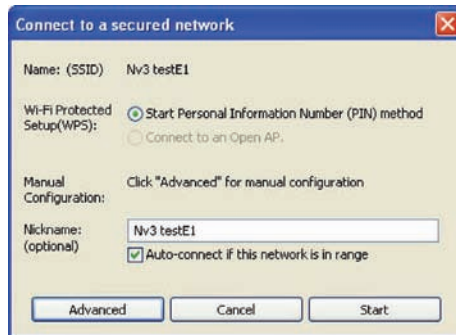 Connect to a secured network
Name: (SSID) Nv3 testE1
Wi-Fi Protected
Setup(WPS):
Start Personal Information Number (PIN) method
Connect to an Open AP.
Manual
Configuration:
Click "Advanced" for manual configuration
Nickname:
(optional)
Nv3 testE1
Auto-connect if this network is in range
Advanced Cancel Start